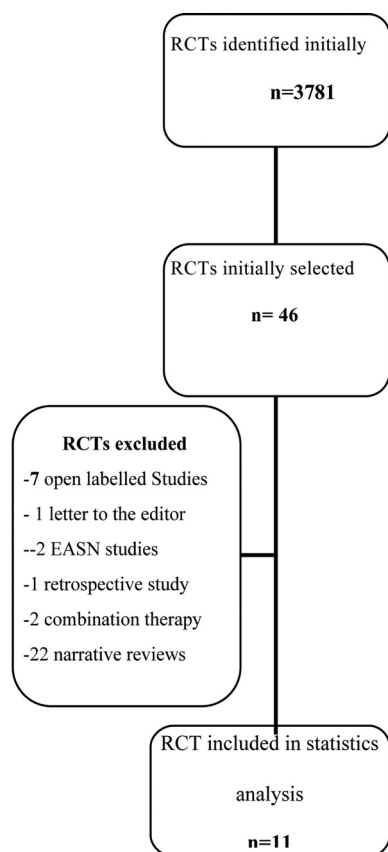 RCTs identified initially
n=3781
RCTs initially selected
n= 46
RCTs excluded
-7 open labelled Studies
- 1 letter to the editor
--2 EASN studies
-1 retrospective study
-2 combination therapy
-22 narrative reviews
RCT included in statistics
analysis
n=11